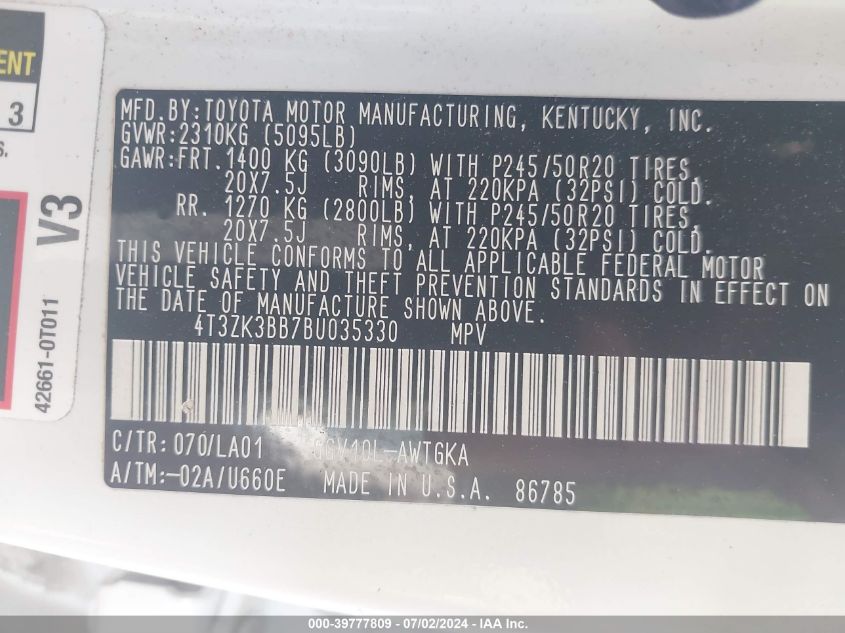 ENT
3
S.
V3
42661-0T011
MFD.BY:TOYOTA MOTOR MANUFACTURING, KENTUCKY, INC.
GVWR:2310KG (5095LB)
GAWR:FRT.1400 KG (3090LB) WITH P245/50R20 TIRES,
20X7.5J RIMS, AT 220KPA (32PSI) COLD.
RR. 1270 KG (2800LB) WITH P245/50R20 TIRES,
20X7.5J RIMS, AT 220KPA (32PSI) COLD.
THIS VEHICLE CONFORMS TO ALL APPLICABLE FEDERAL MOTOR
VEHICLE SAFETY AND THEFT PREVENTION STANDARDS IN EFFECT ON
THE DATE OF MANUFACTURE SHOWN ABOVE.
4T3ZK3BB7BU035330 MPV
C/TR:070/LA01 GGV10L-AWTGKA
A/TM:-02A/U660E MADE IN U.S.A. 86785
000-39777809 - 07/02/2024 - IAA Inc.